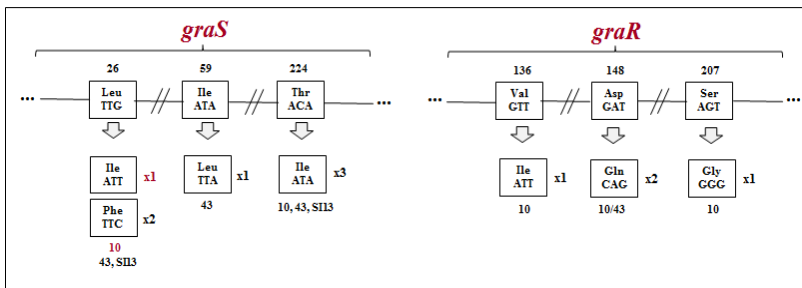 graS graR
26 59 224 136 148 207
... Leu TTG // Ile ATA // Thr ACA ... ... Val GTT // Asp GAT // Ser AGT ...
Ile ATT x1 Leu TTA x1 Ile ATA x3 Ile ATT x1 Gln CAG x2 Gly GGG x1
43 10, 43, SI13 10 10/43 10
Phe TTC x2
10
43, SI13